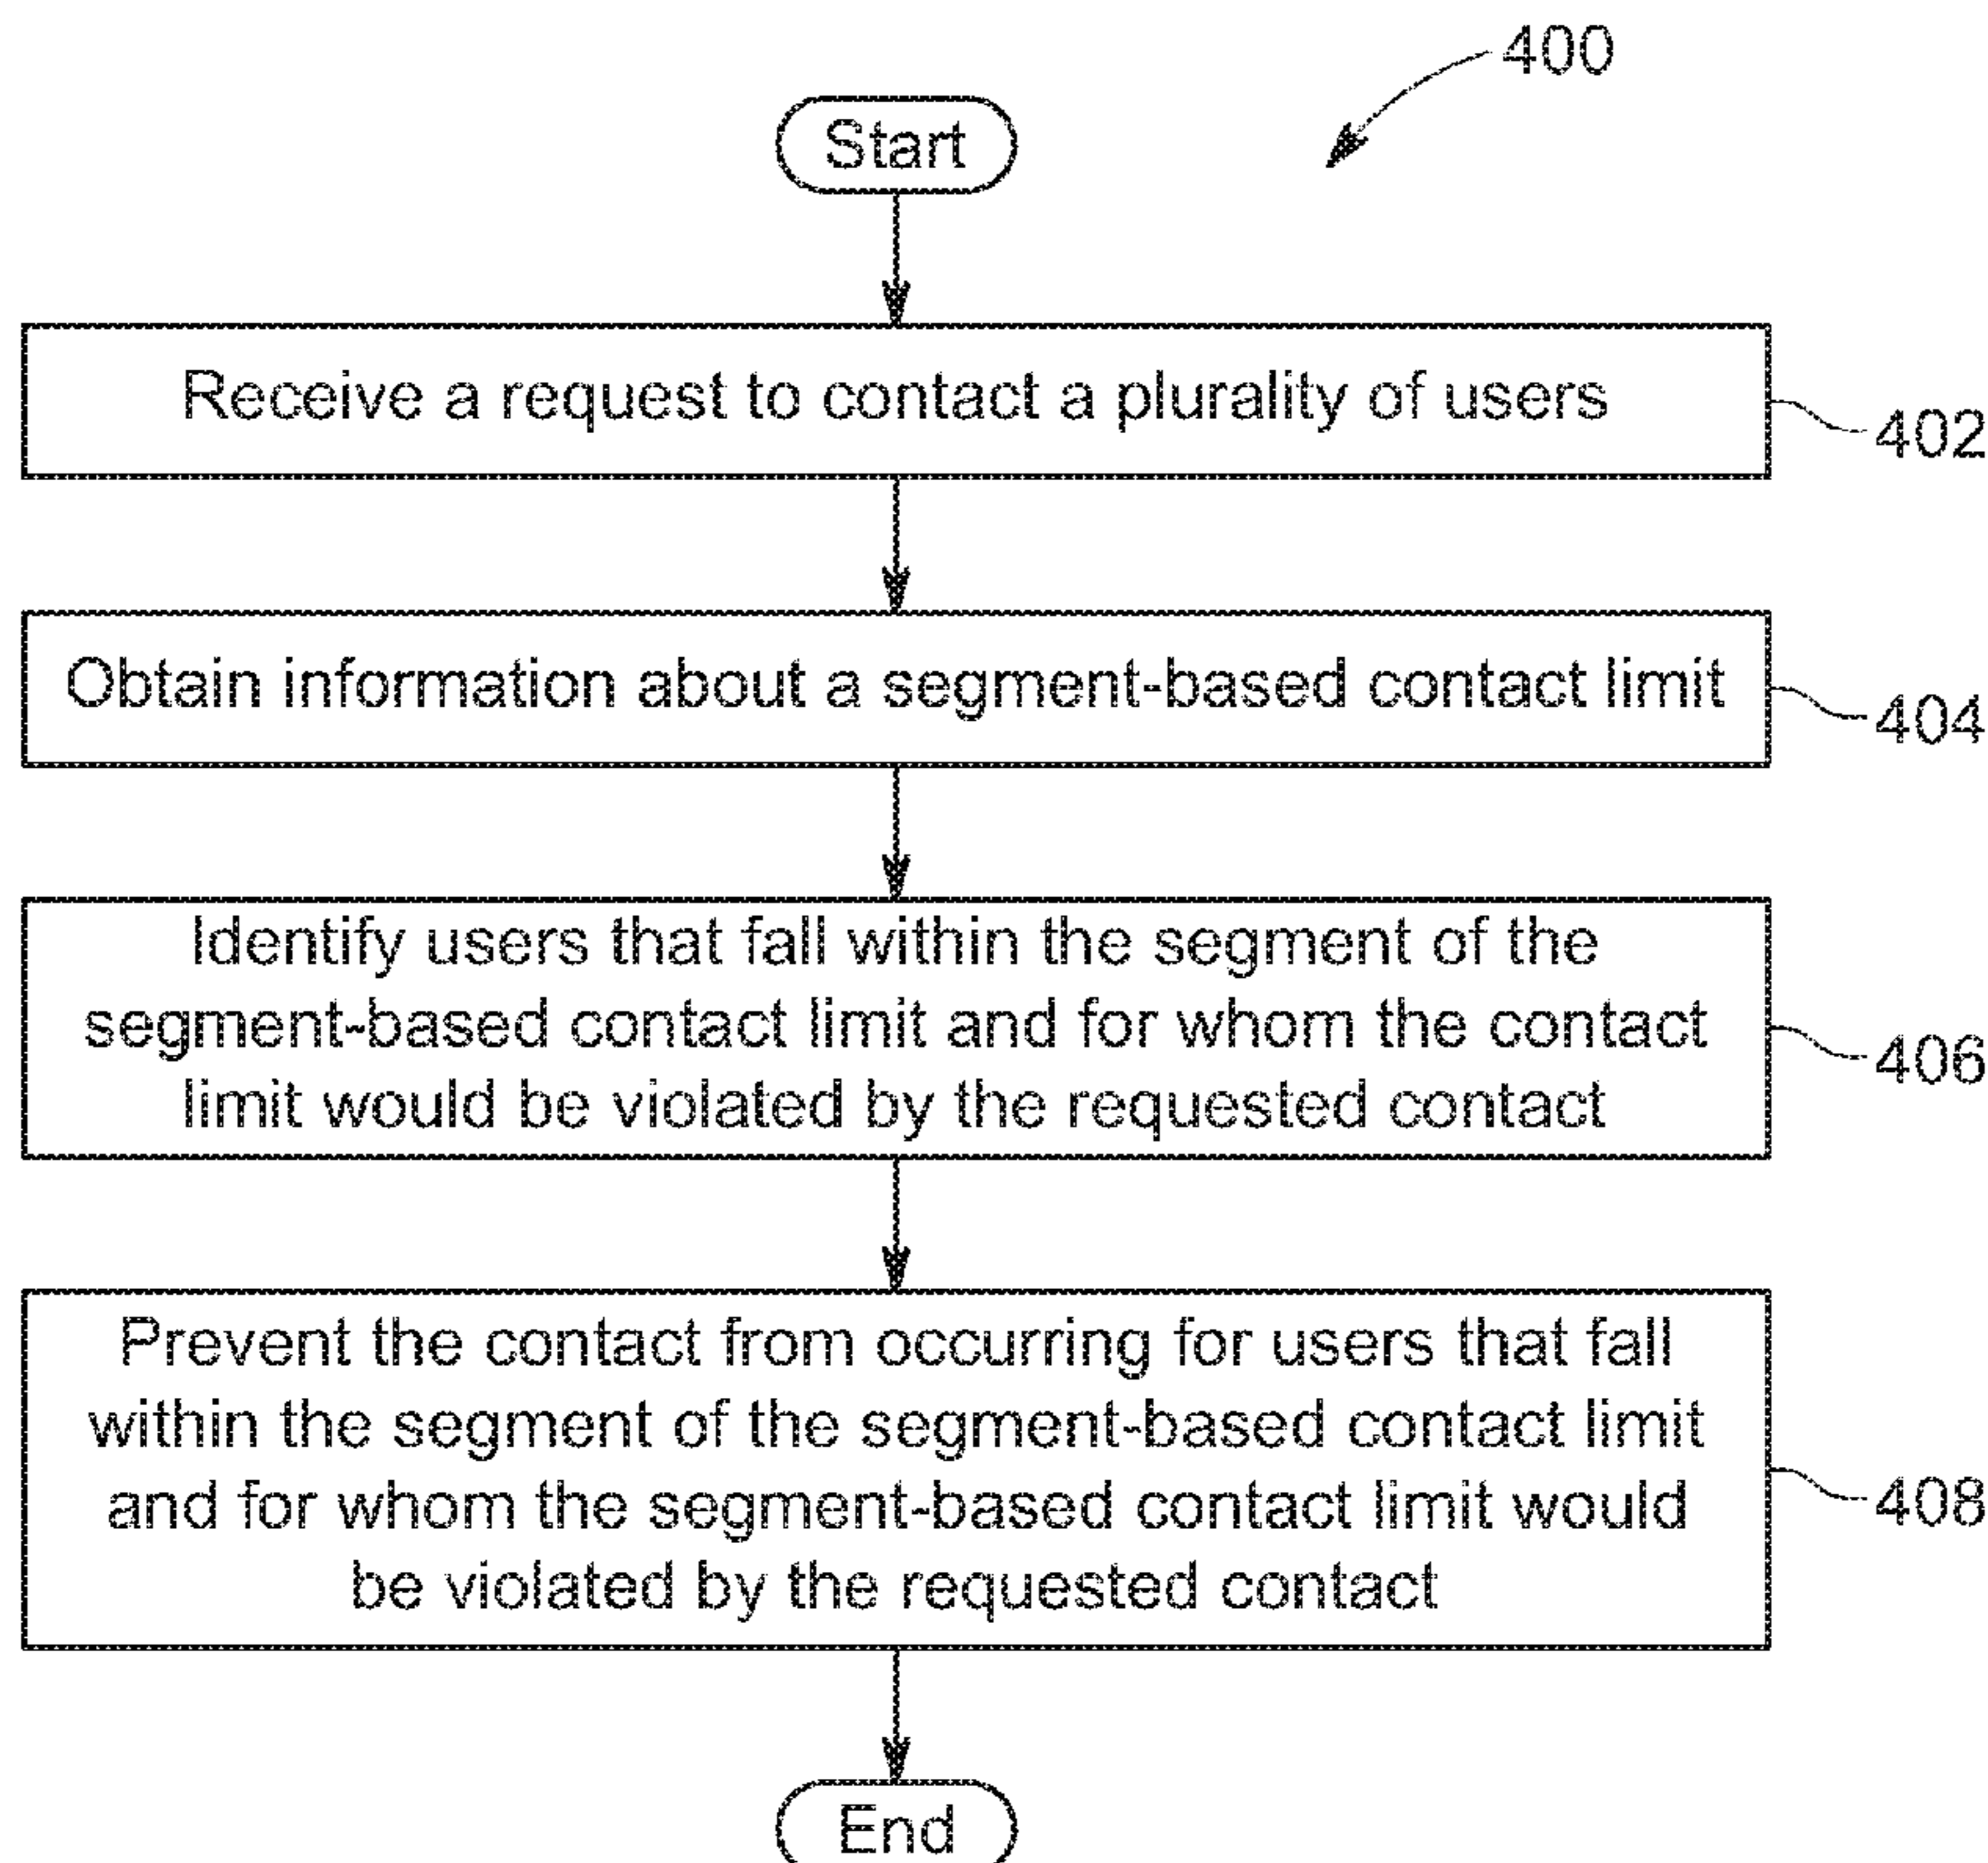 400
Start
Receive a request to contact a plurality of users
402
Obtain information about a segment-based contact limit
404
Identify users that fall within the segment of the
segment-based contact limit and for whom the contact
limit would be violated by the requested contact
406
Prevent the contact from occurring for users that fall
within the segment of the segment-based contact limit
and for whom the segment-based contact limit would
be violated by the requested contact
408
End